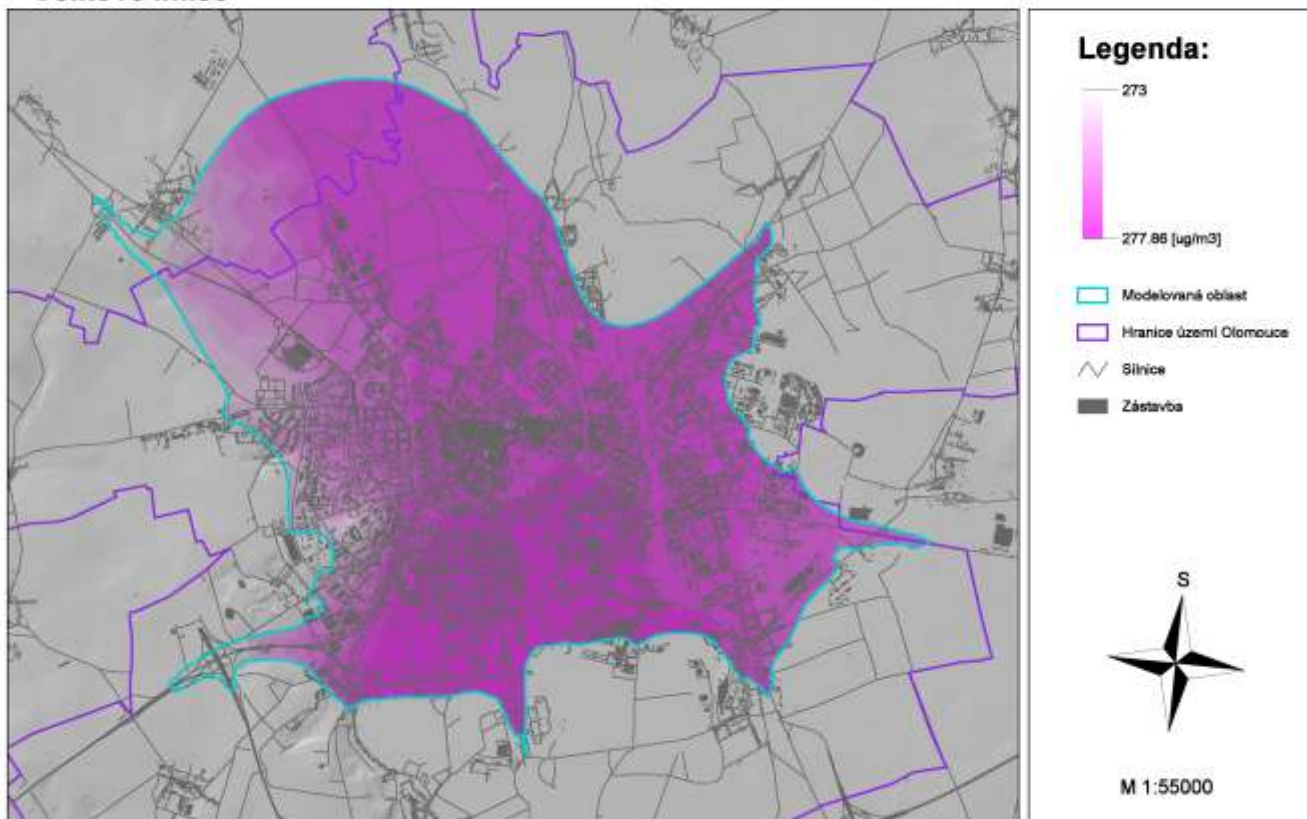 Legenda:
273
277.86 [ug/m3]
Modelovaná oblast
Hranice území Olomouce
Silnice
Zástavba
S
M 1:55000